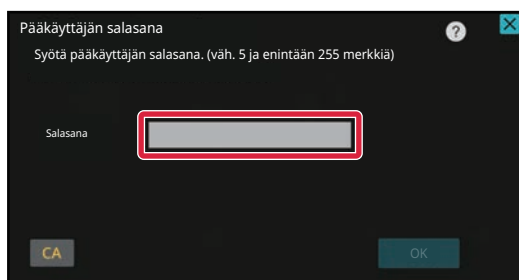 Pääkäyttäjän salasana
?
Syötä pääkäyttäjän salasana. (väh. 5 ja enintään 255 merkkiä)
Salasana
CA
OK